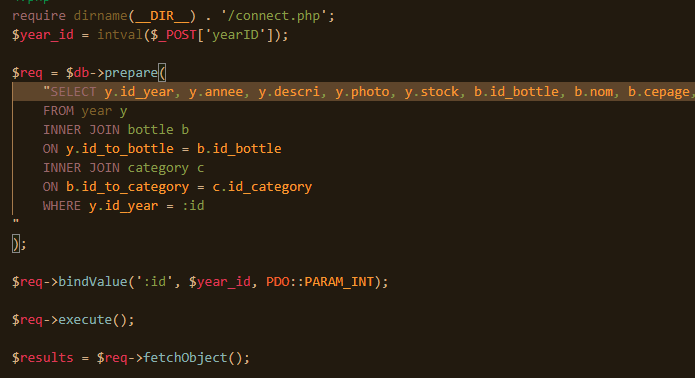 require dirname(__DIR__) . '/connect.php';
$year_id = intval($_POST['yearID']);
$req = $db->prepare(
"SELECT y.id_year, y.annee, y.descri, y.photo, y.stock, b.id_bottle, b.nom, b.cepage,
FROM year y
INNER JOIN bottle b
ON y.id_to_bottle = b.id_bottle
INNER JOIN category c
ON b.id_to_category = c.id_category
WHERE y.id_year = :id
"
);
$req->bindValue(':id', $year_id, PDO::PARAM_INT);
$req->execute();
$results = $req->fetchObject();